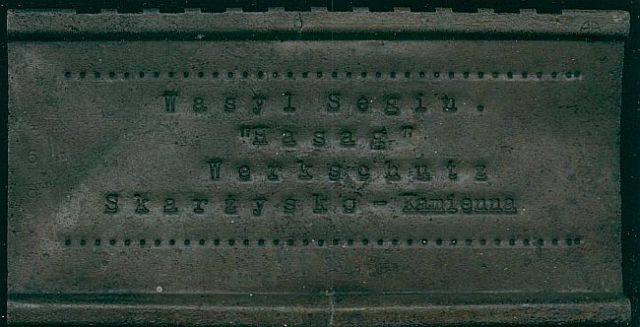 Wasyl Segin.
"Hasag"
Werkschutz
Skarżysko-Kamienna